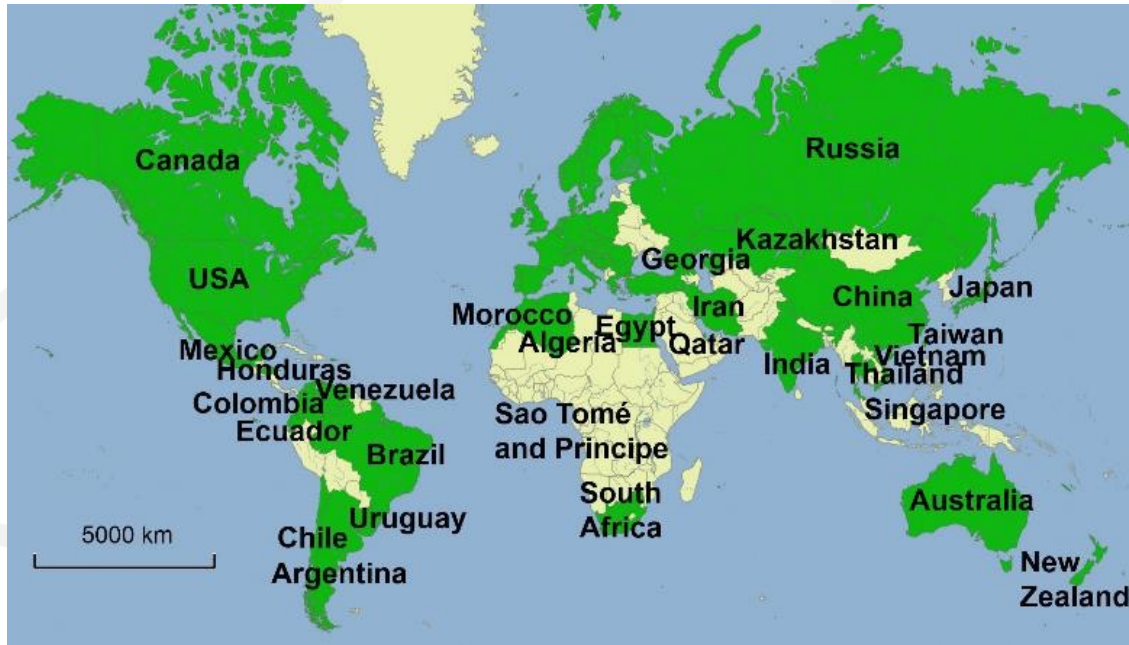 Canada
Russia
Kazakhstan
Georgia
USA
Iran
China
Japan
Morocco
Algeria
Egypt
Qatar
Taiwan
Mexico
Honduras
India
Vietnam
Thailand
Venezuela
Colombia
Singapore
Ecuador
Sao Tomé
and Principe
Brazil
South
Africa
Australia
Uruguay
5000 km
Chile
Argentina
New
Zealand